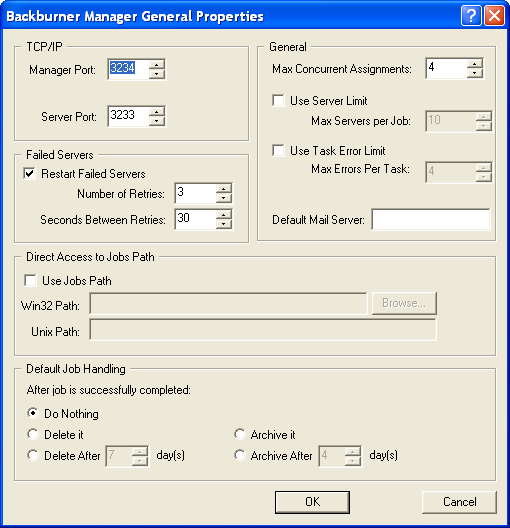 Backburner Manager General Properties
TCP/IP
Manager Port: 3234
Server Port: 3233
Failed Servers
Restart Failed Servers
Number of Retries: 3
Seconds Between Retries: 30
General
Max Concurrent Assignments: 4
Use Server Limit
Max Servers per Job: 10
Use Task Error Limit
Max Errors Per Task: 4
Default Mail Server:
Direct Access to Jobs Path
Use Jobs Path
Win32 Path: Browse...
Unix Path:
Default Job Handling
After job is successfully completed:
Do Nothing
Delete it Archive it
Delete After 7 day(s) Archive After 4 day(s)
OK Cancel